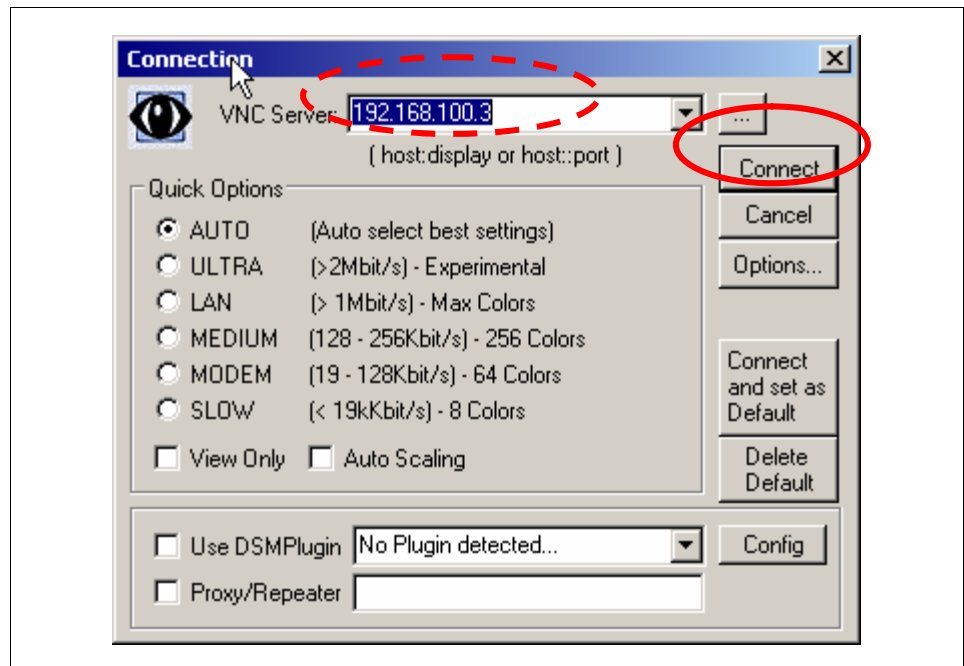 Connection
VNC Server: 192.168.100.3
...
( host:display or host::port )
Connect
Quick Options
Cancel
AUTO (Auto select best settings)
ULTRA (>2Mbit/s) - Experimental
Options...
LAN (> 1Mbit/s) - Max Colors
MEDIUM (128 - 256Kbit/s) - 256 Colors
MODEM (19 - 128Kbit/s) - 64 Colors
SLOW (< 19kKbit/s) - 8 Colors
Connect
and set as
Default
View Only
Auto Scaling
Delete
Default
Use DSMPlugin No Plugin detected...
Config
Proxy/Repeater